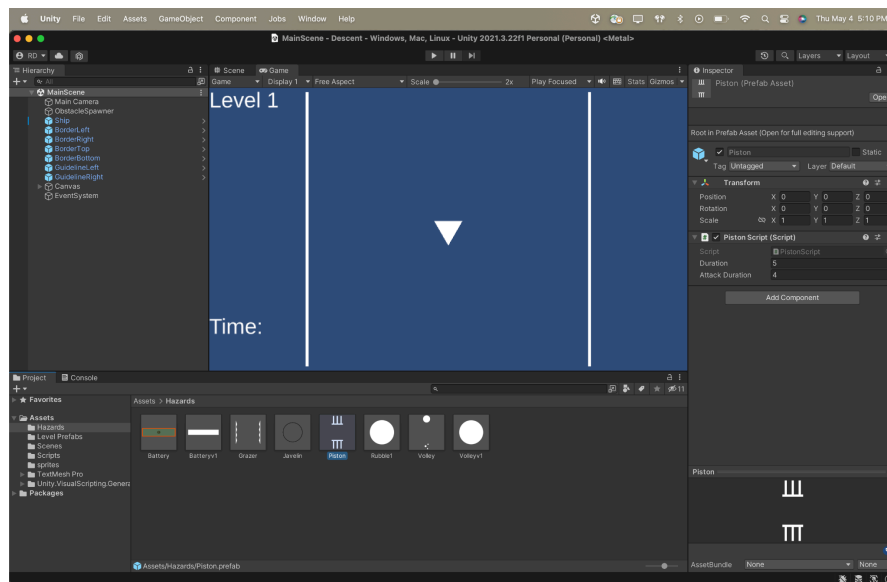 Unity File Edit Assets GameObject Component Jobs Window Help Thu May 4 5:10 PM
MainScene - Descent - Windows, Mac, Linux - Unity 2021.3.22f1 Personal (Personal) <Metal>
RD Layers Layout
Hierarchy
All
MainScene
Main Camera
ObstacleSpawner
Ship
BorderLeft
BorderRight
BorderTop
BorderBottom
GuidelineLeft
GuidelineRight
Canvas
EventSystem
Scene Game
Game Display 1 Free Aspect Scale 2x Play Focused Stats Gizmos
Level 1
Time:
Inspector
Piston (Prefab Asset)
Ope
Root in Prefab Asset (Open for full editing support)
Piston Static
Tag Untagged Layer Default
Transform
Position X 0 Y 0 Z 0
Rotation X 0 Y 0 Z 0
Scale X 1 Y 1 Z 1
Piston Script (Script)
Script PistonScript
Duration 5
Attack Duration 4
Add Component
Project Console
11
Favorites
Assets
Hazards
Level Prefabs
Scenes
Scripts
sprites
TextMesh Pro
Unity.VisualScripting.Genera
Packages
Assets > Hazards
Battery Batteryv1 Grazer Javelin Piston Rubble1 Volley Volleyv1
Assets/Hazards/Piston.prefab
Piston
AssetBundle None None